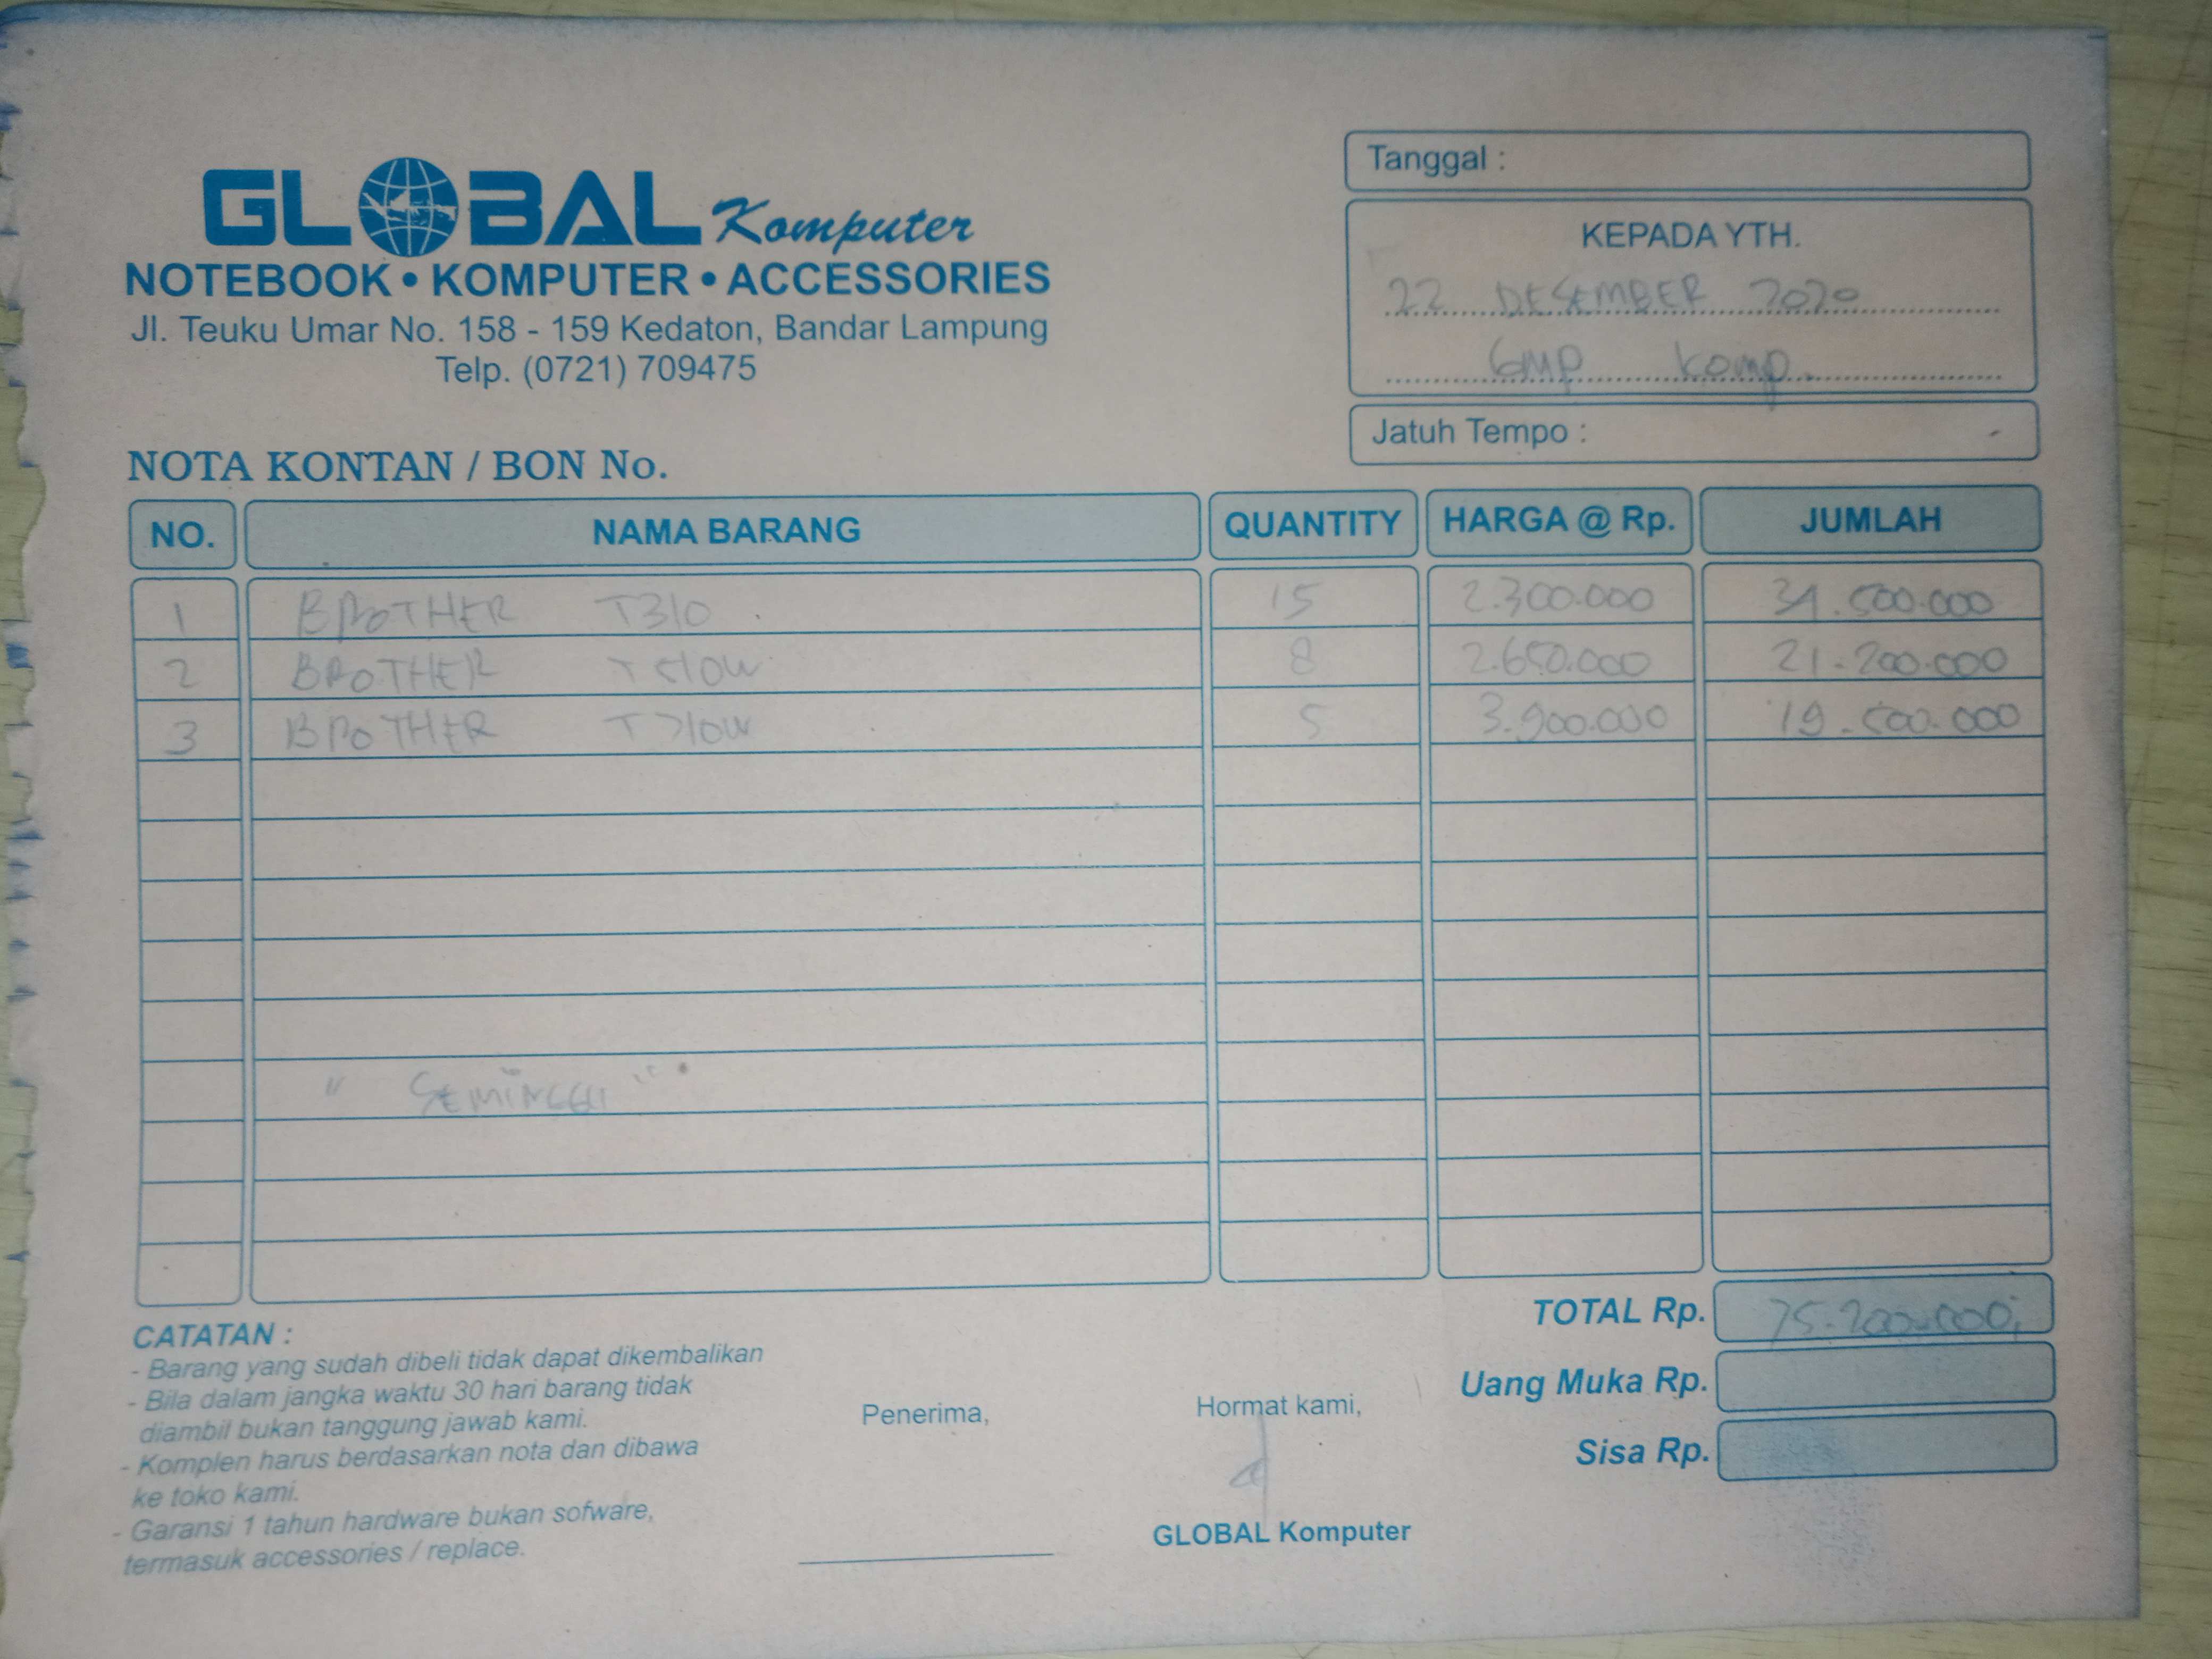 GLOBAL Komputer
NOTEBOOK • KOMPUTER • ACCESSORIES
Jl. Teuku Umar No. 158 - 159 Kedaton, Bandar Lampung
Telp. (0721) 709475
Tanggal :
KEPADA YTH.
22 DESEMBER 2020
GMP Komp.
Jatuh Tempo : -
NOTA KONTAN / BON No.
NO. NAMA BARANG QUANTITY HARGA @ Rp. JUMLAH
1 BROTHER T310 15 2.300.000 34.500.000
2 BROTHER T510W 8 2.650.000 21.200.000
3 BROTHER T710W 5 3.900.000 19.500.000
" SEMINGGU "
TOTAL Rp. 75.200.000,
Uang Muka Rp.
Sisa Rp.
CATATAN :
- Barang yang sudah dibeli tidak dapat dikembalikan
- Bila dalam jangka waktu 30 hari barang tidak
diambil bukan tanggung jawab kami.
- Komplen harus berdasarkan nota dan dibawa
ke toko kami.
- Garansi 1 tahun hardware bukan sofware,
termasuk accessories / replace.
Penerima,
Hormat kami,
GLOBAL Komputer